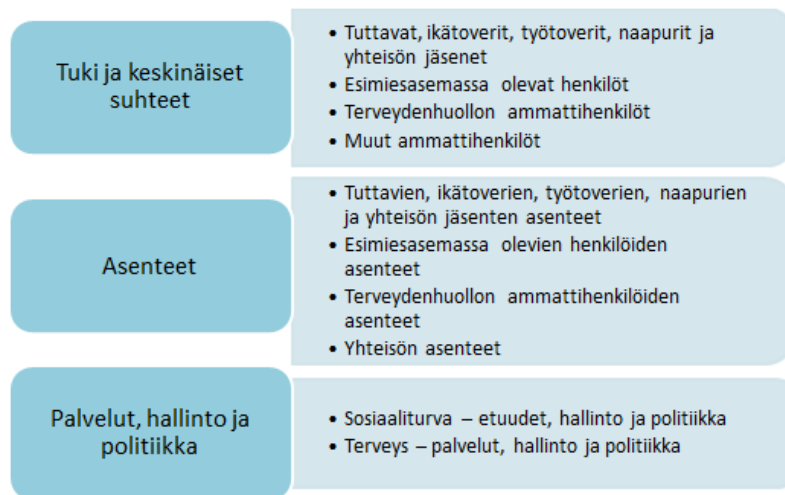 Tuki ja keskinäiset
suhteet
• Tuttavat, ikätoverit, työtoverit, naapurit ja
yhteisön jäsenet
• Esimiesasemassa olevat henkilöt
• Terveydenhuollon ammattihenkilöt
• Muut ammattihenkilöt
Asenteet
• Tuttavien, ikätoverien, työtoverien, naapurien
ja yhteisön jäsenten asenteet
• Esimiesasemassa olevien henkilöiden
asenteet
• Terveydenhuollon ammattihenkilöiden
asenteet
• Yhteisön asenteet
Palvelut, hallinto ja
politiikka
• Sosiaaliturva – etuudet, hallinto ja politiikka
• Terveys – palvelut, hallinto ja politiikka